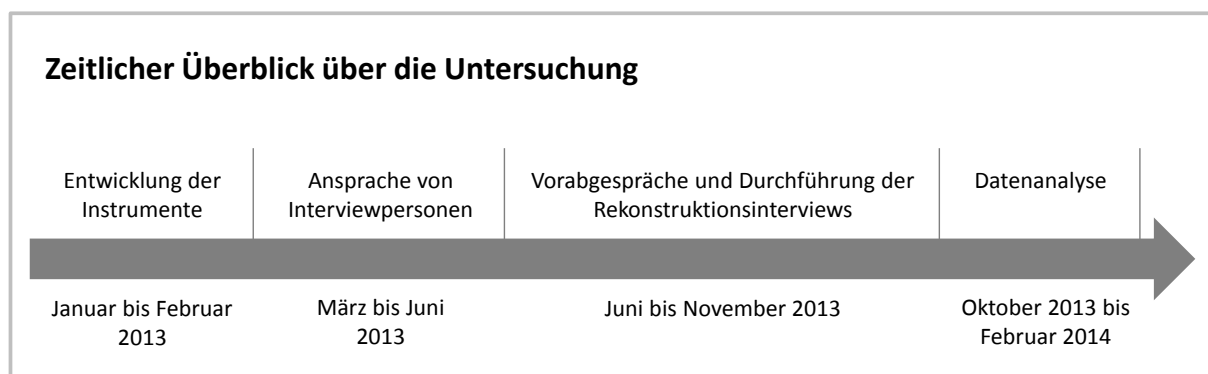 Zeitlicher Überblick über die Untersuchung
Entwicklung der
Instrumente
Ansprache von
Interviewpersonen
Vorabgespräche und Durchführung der
Rekonstruktionsinterviews
Datenanalyse
Januar bis Februar
2013
März bis Juni
2013
Juni bis November 2013
Oktober 2013 bis
Februar 2014